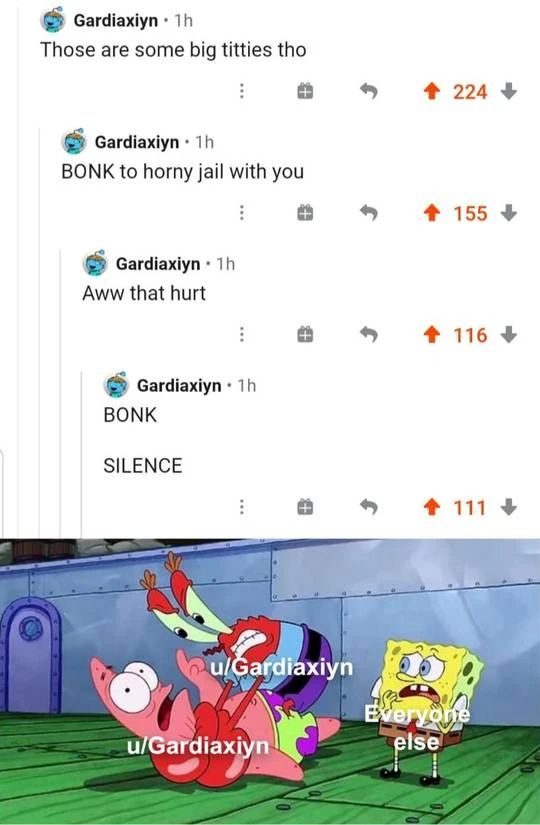 Gardiaxiyn • 1h
Those are some big titties tho
224
Gardiaxiyn • 1h
BONK to horny jail with you
155
Gardiaxiyn • 1h
Aww that hurt
116
Gardiaxiyn • 1h
BONK
SILENCE
111
u/Gardiaxiyn
Everyone
else
u/Gardiaxiyn